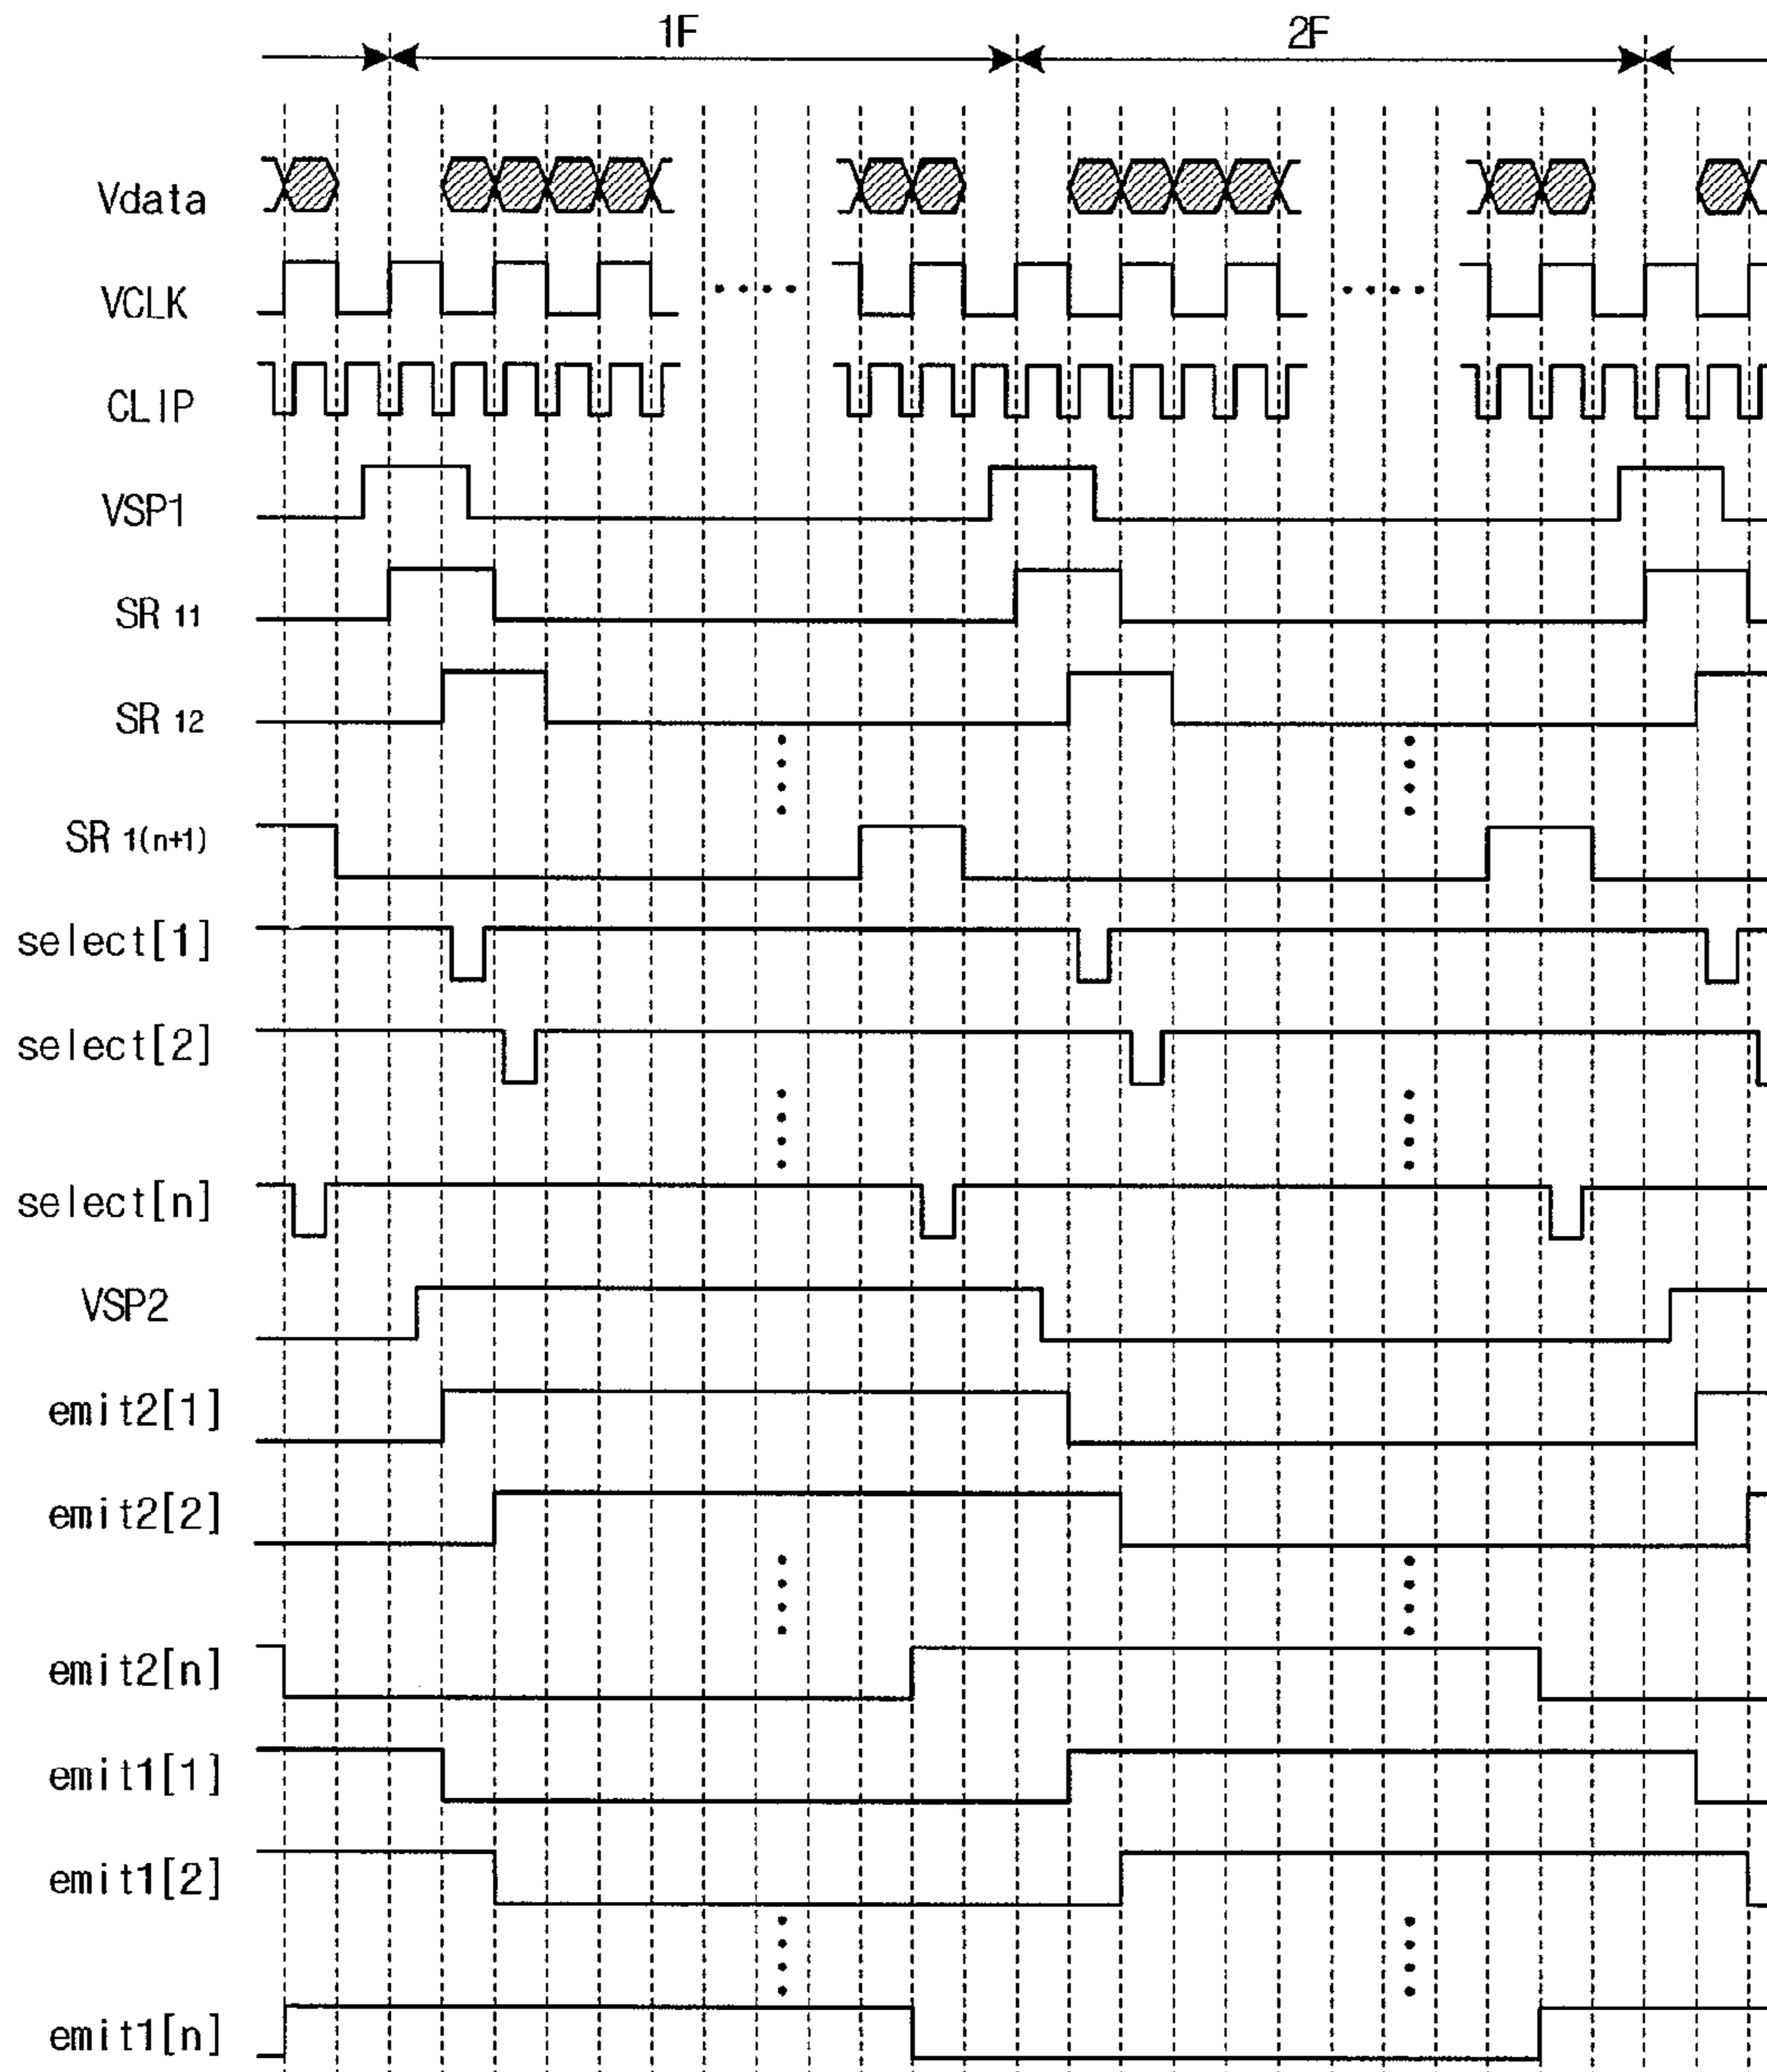 1F
2F
Vdata
VCLK
CLIP
VSP1
SR 11
SR 12
SR 1(n+1)
select[1]
select[2]
select[n]
VSP2
emit2[1]
emit2[2]
emit2[n]
emit1[1]
emit1[2]
emit1[n]